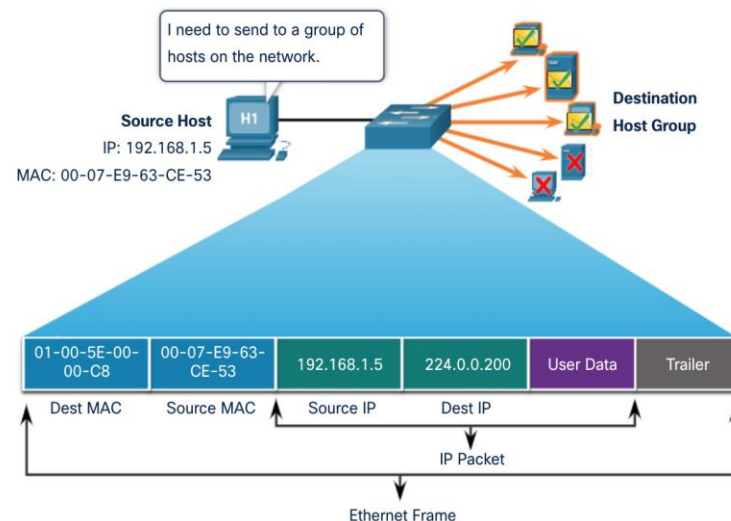 I need to send to a group of
hosts on the network.
H1
Source Host
IP: 192.168.1.5
MAC: 00-07-E9-63-CE-53
Destination
Host Group
01-00-5E-00-
00-C8
00-07-E9-63-
CE-53
192.168.1.5
224.0.0.200
User Data
Trailer
Dest MAC
Source MAC
Source IP
Dest IP
IP Packet
Ethernet Frame